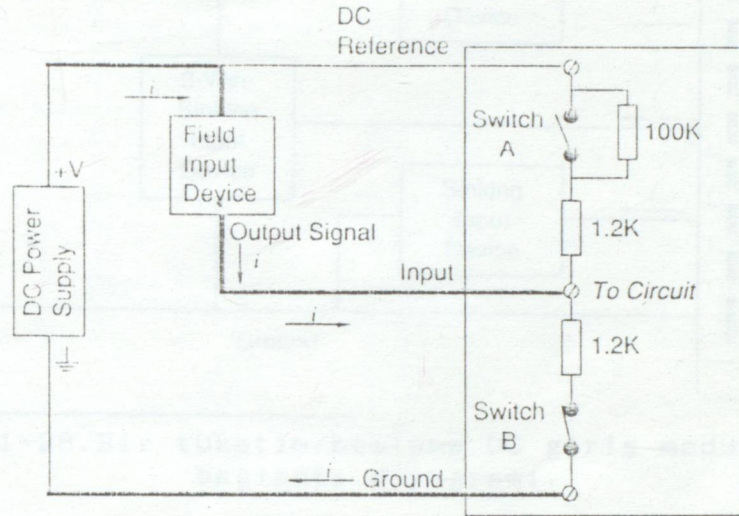 DC
Reference
i
Field
Input
Device
Switch
A
100K
+V
DC Power
Supply
Output Signal
i
1.2K
Input
To Circuit
i
1.2K
Switch
B
i
Ground